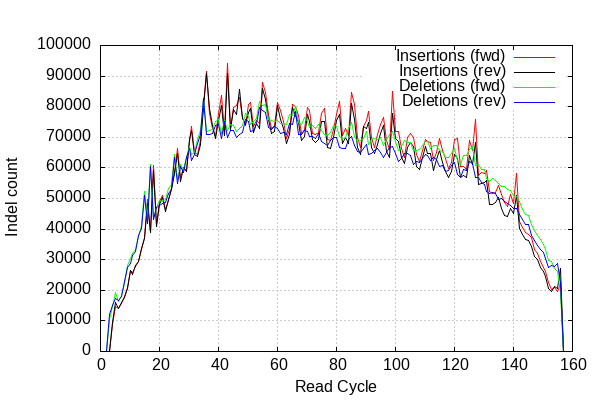 100000
90000
80000
70000
60000
50000
40000
30000
20000
10000
0
Indel count
Insertions (fwd)
Insertions (rev)
Deletions (fwd)
Deletions (rev)
0 20 40 60 80 100 120 140 160
Read Cycle